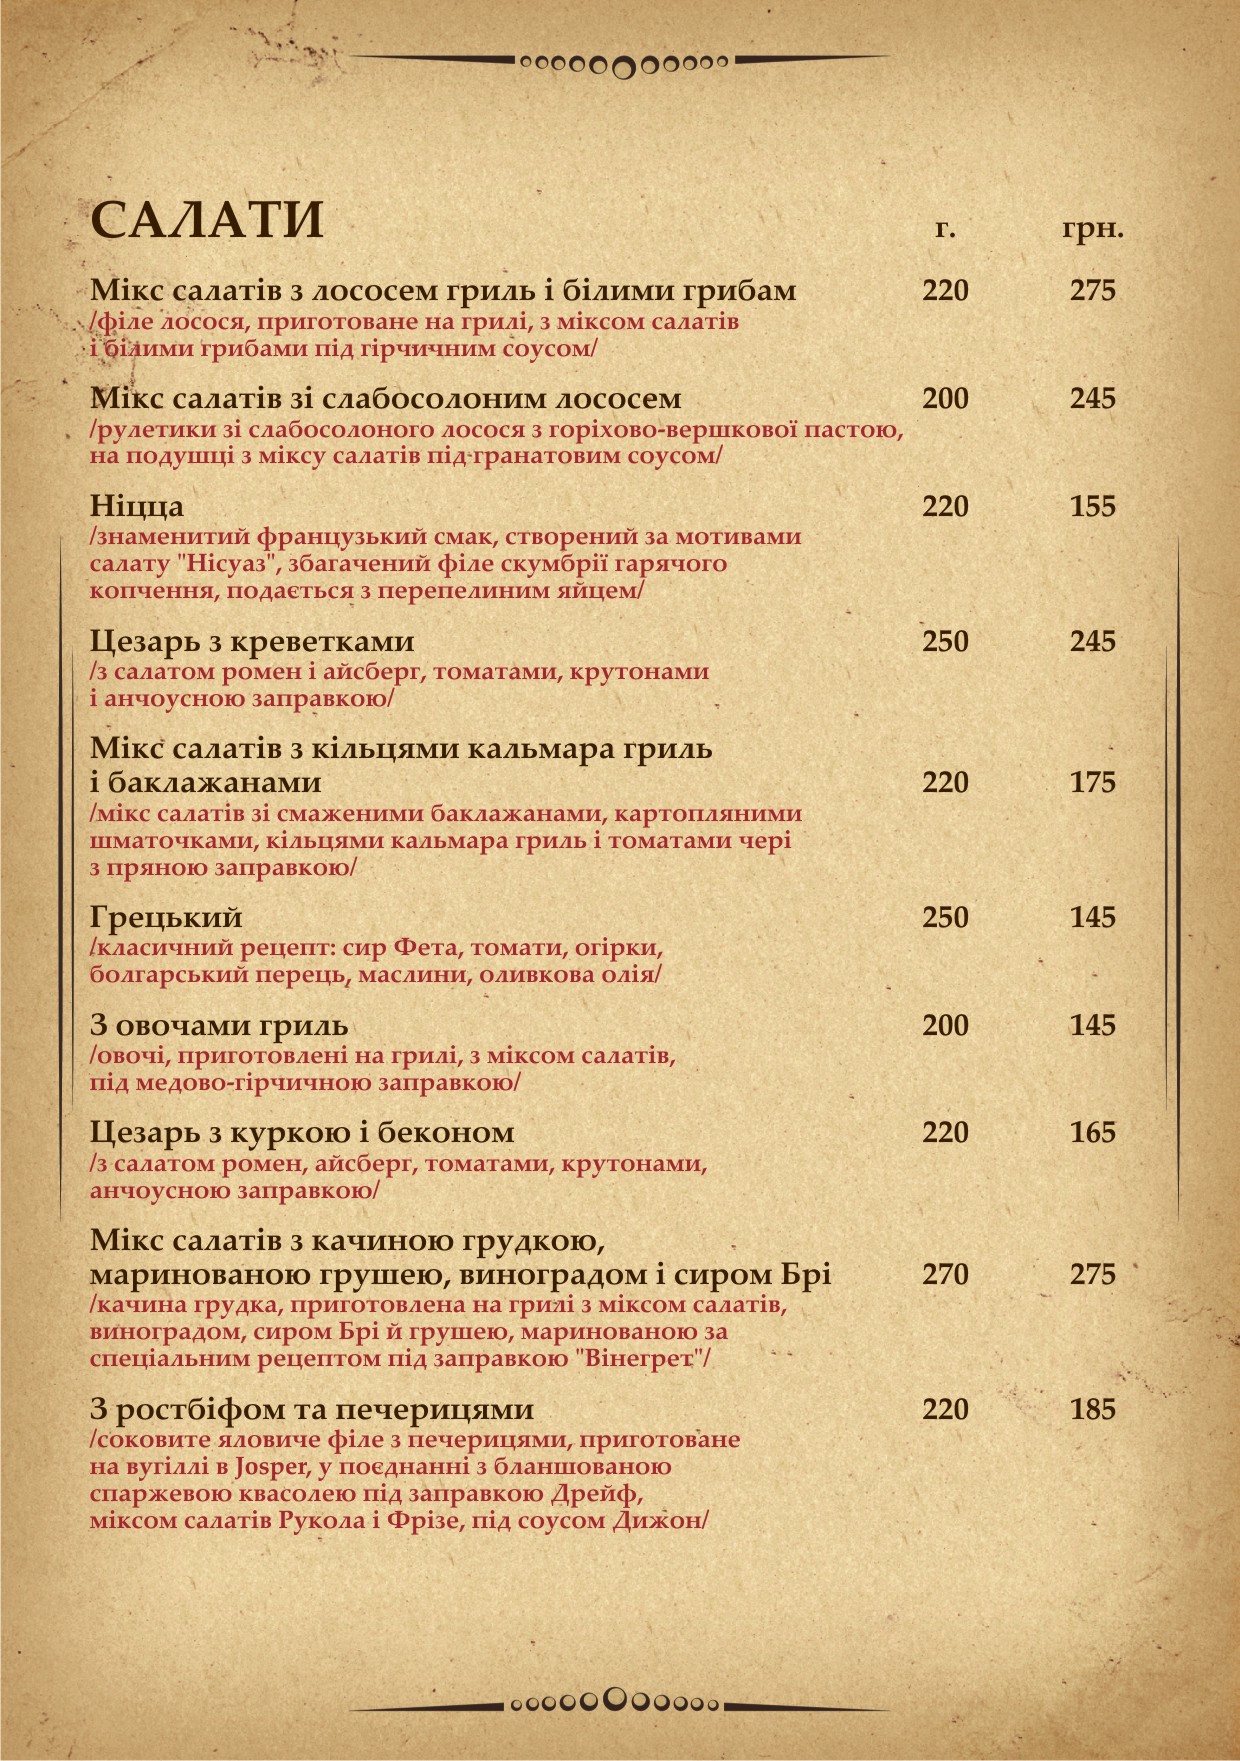 САЛАТИ г. грн.
Мікс салатів з лососем гриль і білими грибам 220 275
/філе лосося, приготоване на грилі, з міксом салатів
і білими грибами під гірчичним соусом/
Мікс салатів зі слабосолоним лососем 200 245
/рулетики зі слабосолоного лосося з горіхово-вершкової пастою,
на подушці з міксу салатів під гранатовим соусом/
Ніцца 220 155
/знаменитий французький смак, створений за мотивами
салату "Нісуаз", збагачений філе скумбрії гарячого
копчення, подається з перепелиним яйцем/
Цезарь з креветками 250 245
/з салатом ромен і айсберг, томатами, крутонами
і анчоусною заправкою/
Мікс салатів з кільцями кальмара гриль
і баклажанами 220 175
/мікс салатів зі смаженими баклажанами, картопляними
шматочками, кільцями кальмара гриль і томатами чері
з пряною заправкою/
Грецький 250 145
/класичний рецепт: сир Фета, томати, огірки,
болгарський перець, маслини, оливкова олія/
З овочами гриль 200 145
/овочі, приготовлені на грилі, з міксом салатів,
під медово-гірчичною заправкою/
Цезарь з куркою і беконом 220 165
/з салатом ромен, айсберг, томатами, крутонами,
анчоусною заправкою/
Мікс салатів з качиною грудкою,
маринованою грушею, виноградом і сиром Брі 270 275
/качина грудка, приготовлена на грилі з міксом салатів,
виноградом, сиром Брі й грушею, маринованою за
спеціальним рецептом під заправкою "Вінегрет"/
З ростбіфом та печерицями 220 185
/соковите яловиче філе з печерицями, приготоване
на вугіллі в Josper, у поєднанні з бланшованою
спаржевою квасолею під заправкою Дрейф,
міксом салатів Рукола і Фрізе, під соусом Дижон/